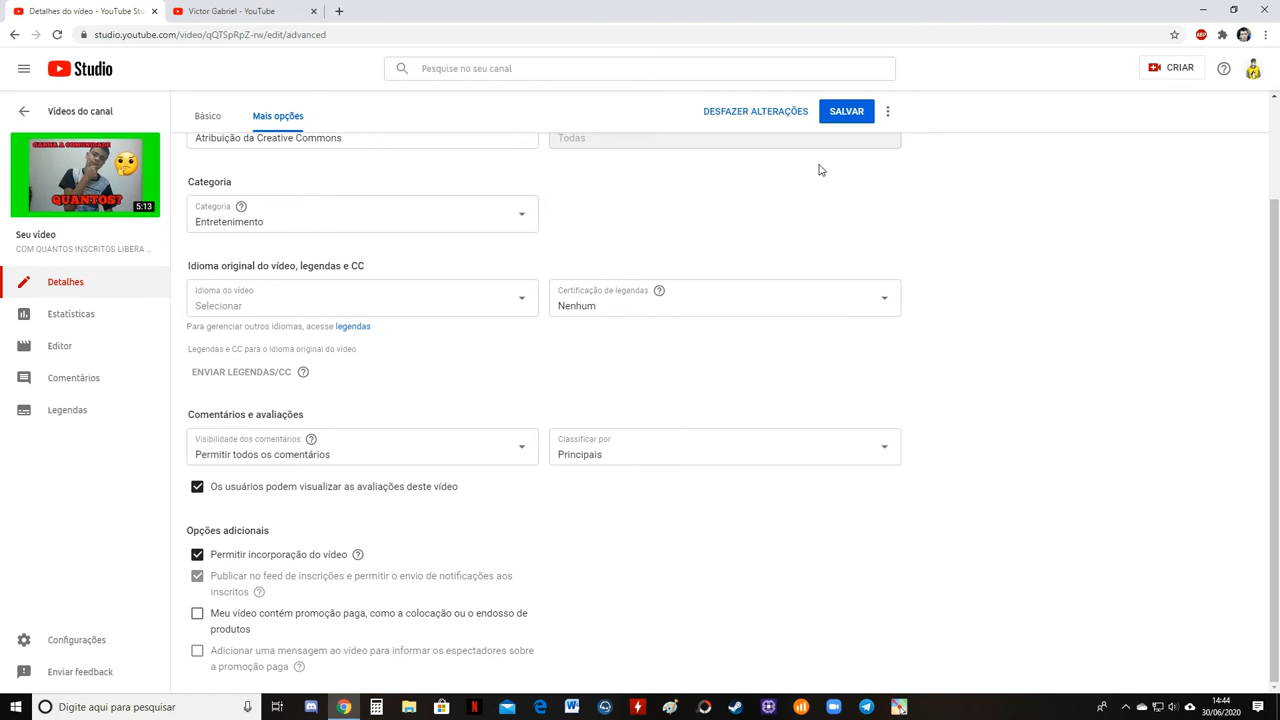 Detalhes do vídeo - YouTube Stu
Victor Gabriel - YouTube
studio.youtube.com/video/qQTSpRpZ-rw/edit/advanced
Studio
Pesquise no seu canal
CRIAR
Vídeos do canal
Básico
Mais opções
DESFAZER ALTERAÇÕES
SALVAR
Atribuição da Creative Commons
Todas
GANHA A COMUNIDADE
QUANTOS?
5:13
Seu vídeo
COM QUANTOS INSCRITOS LIBERA ...
Detalhes
Estatísticas
Editor
Comentários
Legendas
Configurações
Enviar feedback
Categoria
Categoria
Entretenimento
Idioma original do vídeo, legendas e CC
Idioma do vídeo
Selecionar
Certificação de legendas
Nenhum
Para gerenciar outros idiomas, acesse legendas
Legendas e CC para o idioma original do vídeo
ENVIAR LEGENDAS/CC
Comentários e avaliações
Visibilidade dos comentários
Permitir todos os comentários
Classificar por
Principais
Os usuários podem visualizar as avaliações deste vídeo
Opções adicionais
Permitir incorporação do vídeo
Publicar no feed de inscrições e permitir o envio de notificações aos
inscritos
Meu vídeo contém promoção paga, como a colocação ou o endosso de
produtos
Adicionar uma mensagem ao vídeo para informar os espectadores sobre
a promoção paga
Digite aqui para pesquisar
14:44
30/06/2020